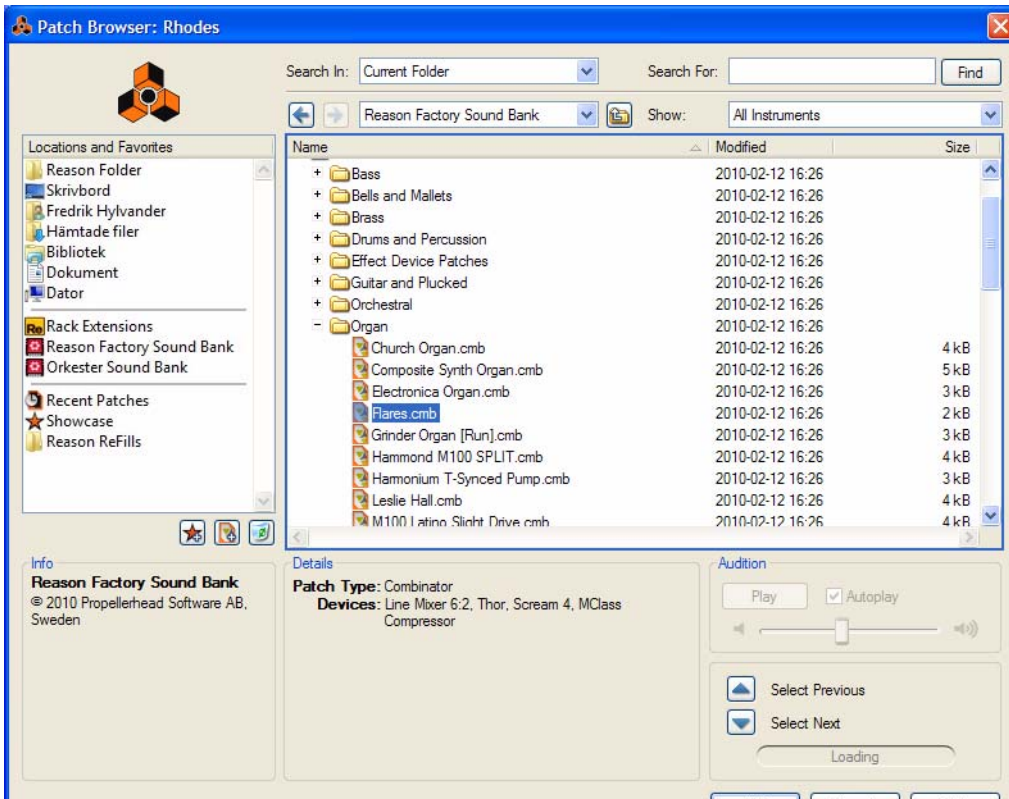 Patch Browser: Rhodes
Search In: Current Folder Search For: Find
Reason Factory Sound Bank Show: All Instruments
Locations and Favorites
Reason Folder
Skrivbord
Fredrik Hylvander
Hämtade filer
Bibliotek
Dokument
Dator
Re Rack Extensions
Reason Factory Sound Bank
Orkester Sound Bank
Recent Patches
Showcase
Reason ReFills
Name Modified Size
+ Bass 2010-02-12 16:26
+ Bells and Mallets 2010-02-12 16:26
+ Brass 2010-02-12 16:26
+ Drums and Percussion 2010-02-12 16:26
+ Effect Device Patches 2010-02-12 16:26
+ Guitar and Plucked 2010-02-12 16:26
+ Orchestral 2010-02-12 16:26
- Organ 2010-02-12 16:26
Church Organ.cmb 2010-02-12 16:26 4 kB
Composite Synth Organ.cmb 2010-02-12 16:26 5 kB
Electronica Organ.cmb 2010-02-12 16:26 3 kB
Flares.cmb 2010-02-12 16:26 2 kB
Grinder Organ [Run].cmb 2010-02-12 16:26 3 kB
Hammond M100 SPLIT.cmb 2010-02-12 16:26 4 kB
Harmonium T-Synced Pump.cmb 2010-02-12 16:26 3 kB
Leslie Hall.cmb 2010-02-12 16:26 4 kB
M100 Latino Slight Drive.cmb 2010-02-12 16:26 4 kB
Info
Reason Factory Sound Bank
© 2010 Propellerhead Software AB,
Sweden
Details
Patch Type: Combinator
Devices: Line Mixer 6:2, Thor, Scream 4, MClass
Compressor
Audition
Play Autoplay
Select Previous
Select Next
Loading